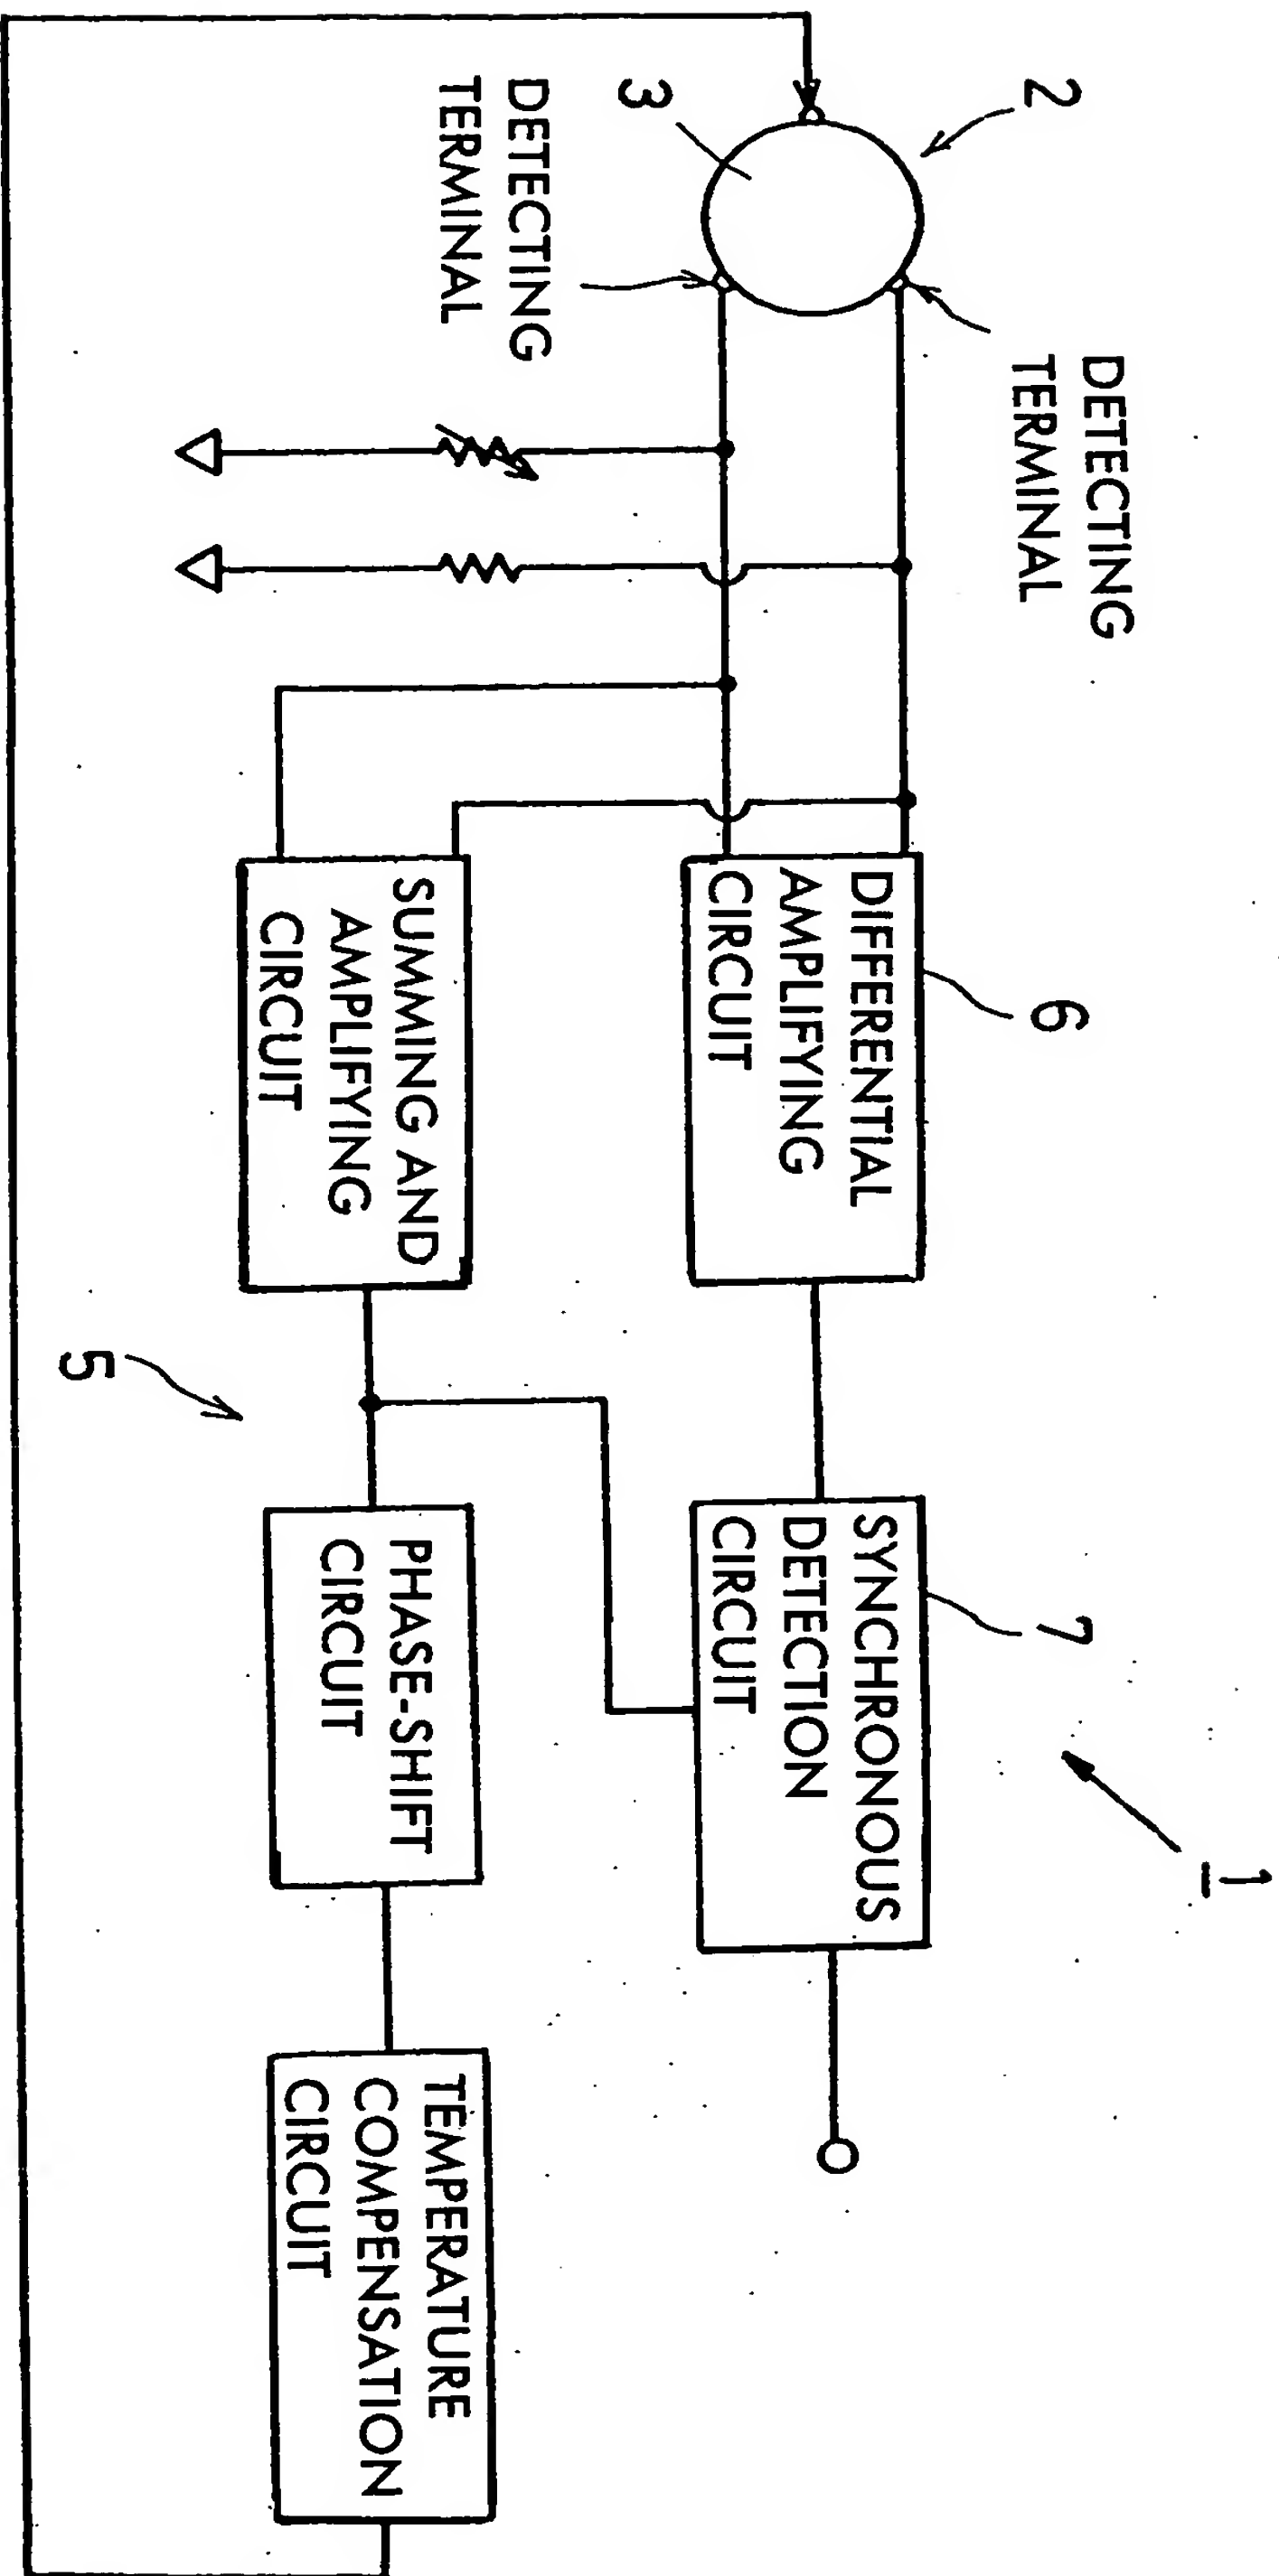 1
2
3
DETECTING
TERMINAL
DETECTING
TERMINAL
6
DIFFERENTIAL
AMPLIFYING
CIRCUIT
7
SYNCHRONOUS
DETECTION
CIRCUIT
SUMMING AND
AMPLIFYING
CIRCUIT
5
PHASE-SHIFT
CIRCUIT
TEMPERATURE
COMPENSATION
CIRCUIT